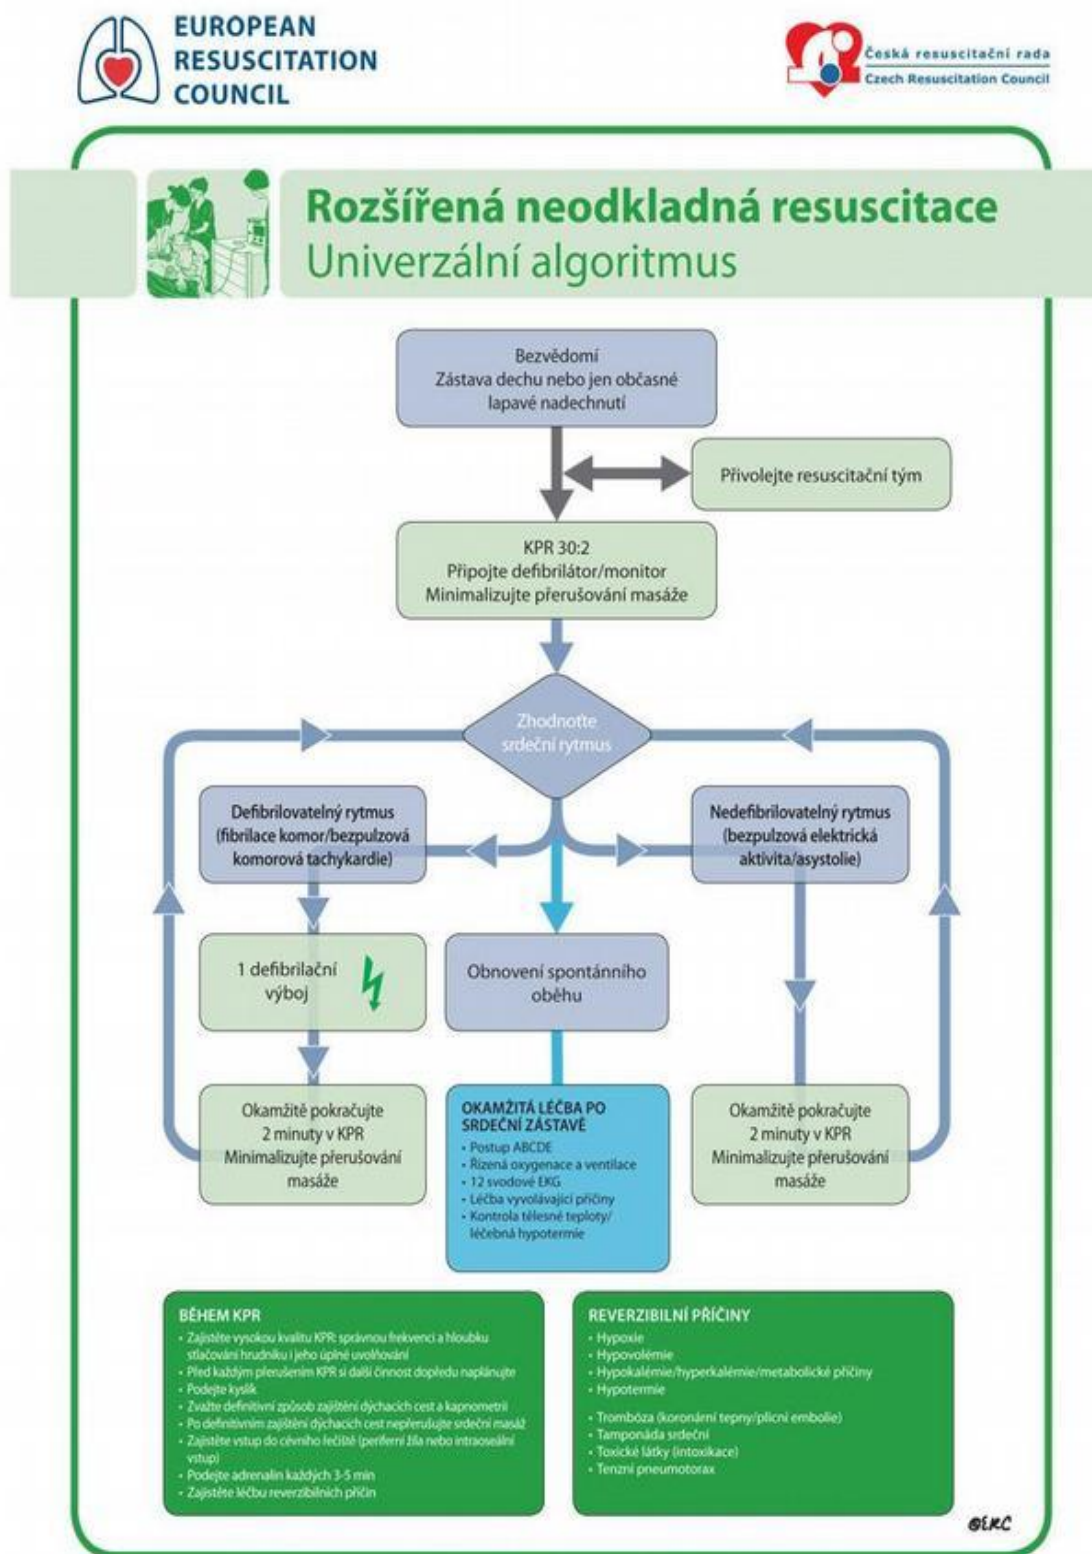 EUROPEAN
RESUSCITATION
COUNCIL
Česká resuscitační rada
Czech Resuscitation Council
Rozšířená neodkladná resuscitace
Univerzální algoritmus
Bezvědomí
Zástava dechu nebo jen občasné
lapavé nadechnutí
Přivolejte resuscitační tým
KPR 30:2
Připojte defibrilátor/monitor
Minimalizujte přerušování masáže
Zhodnoťte
srdeční rytmus
Defibrilovatelný rytmus
(fibrilace komor/bezpulzová
komorová tachykardie)
Nedefibrilovatelný rytmus
(bezpulzová elektrická
aktivita/asystolie)
1 defibrilační
výboj
Obnovení spontánního
oběhu
Okamžitě pokračujte
2 minuty v KPR
Minimalizujte přerušování
masáže
OKAMŽITÁ LÉČBA PO
SRDEČNÍ ZÁSTAVĚ
• Postup ABCDE
• Řízená oxygenace a ventilace
• 12 svodové EKG
• Léčba vyvolávající příčiny
• Kontrola tělesné teploty/
léčebná hypotermie
Okamžitě pokračujte
2 minuty v KPR
Minimalizujte přerušování
masáže
BĚHEM KPR
• Zajistěte vysokou kvalitu KPR: správnou frekvenci a hloubku
stlačování hrudníku i jeho úplné uvolňování
• Před každým přerušením KPR si další činnost dopředu naplánujte
• Podejte kyslík
• Zvažte definitivní způsob zajištění dýchacích cest a kapnometrii
• Po definitivním zajištění dýchacích cest nepřerušujte srdeční masáž
• Zajistěte vstup do cévního řečiště (periferní žíla nebo intraoseální
vstup)
• Podejte adrenalin každých 3-5 min
• Zajistěte léčbu reverzibilních příčin
REVERZIBILNÍ PŘÍČINY
• Hypoxie
• Hypovolémie
• Hypokalémie/hyperkalémie/metabolické příčiny
• Hypotermie
• Trombóza (koronární tepny/plicní embolie)
• Tamponáda srdeční
• Toxické látky (intoxikace)
• Tenzní pneumotorax
@ERC